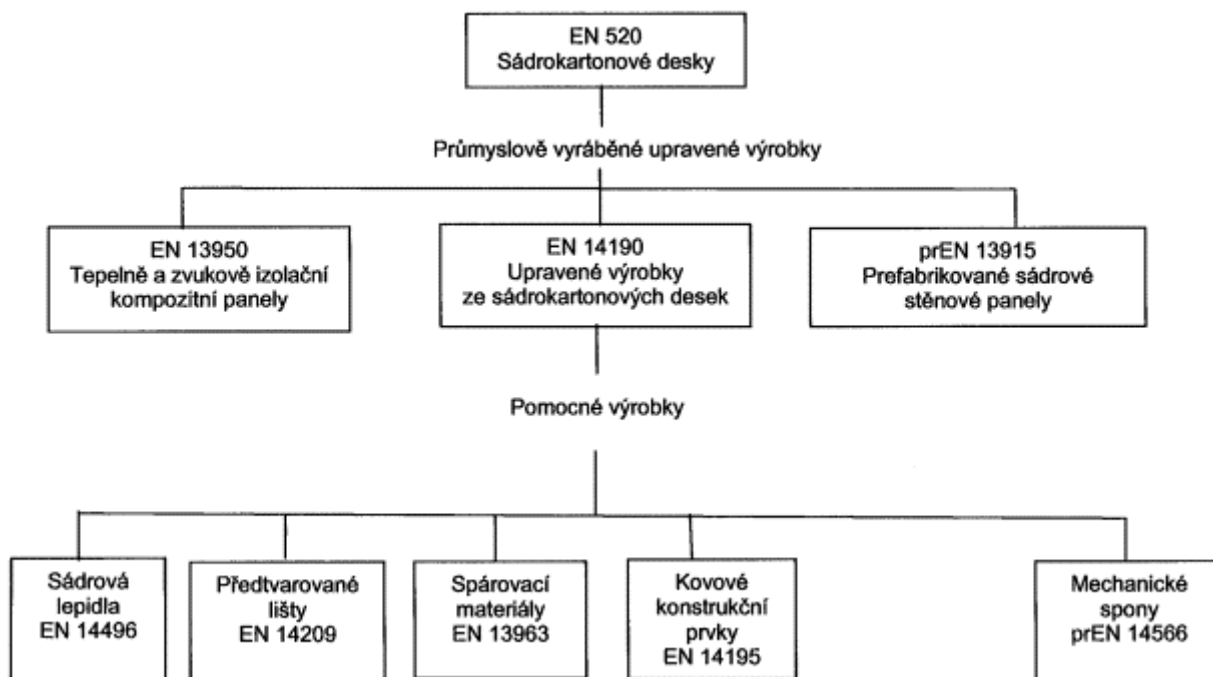 EN 520
Sádrokartonové desky
Průmyslově vyráběné upravené výrobky
EN 13950
Tepelně a zvukově izolační
kompozitní panely
EN 14190
Upravené výrobky
ze sádrokartonových desek
prEN 13915
Prefabrikované sádrové
stěnové panely
Pomocné výrobky
Sádrová
lepidla
EN 14496
Předtvarované
lišty
EN 14209
Spárovací
materiály
EN 13963
Kovové
konstrukční
prvky
EN 14195
Mechanické
spony
prEN 14566